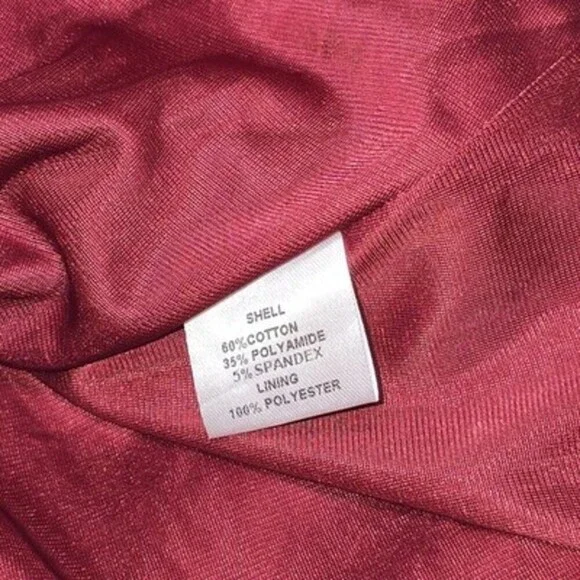 SHELL
60%COTTON
35% POLYAMIDE
5% SPANDEX
LINING
100% POLYESTER